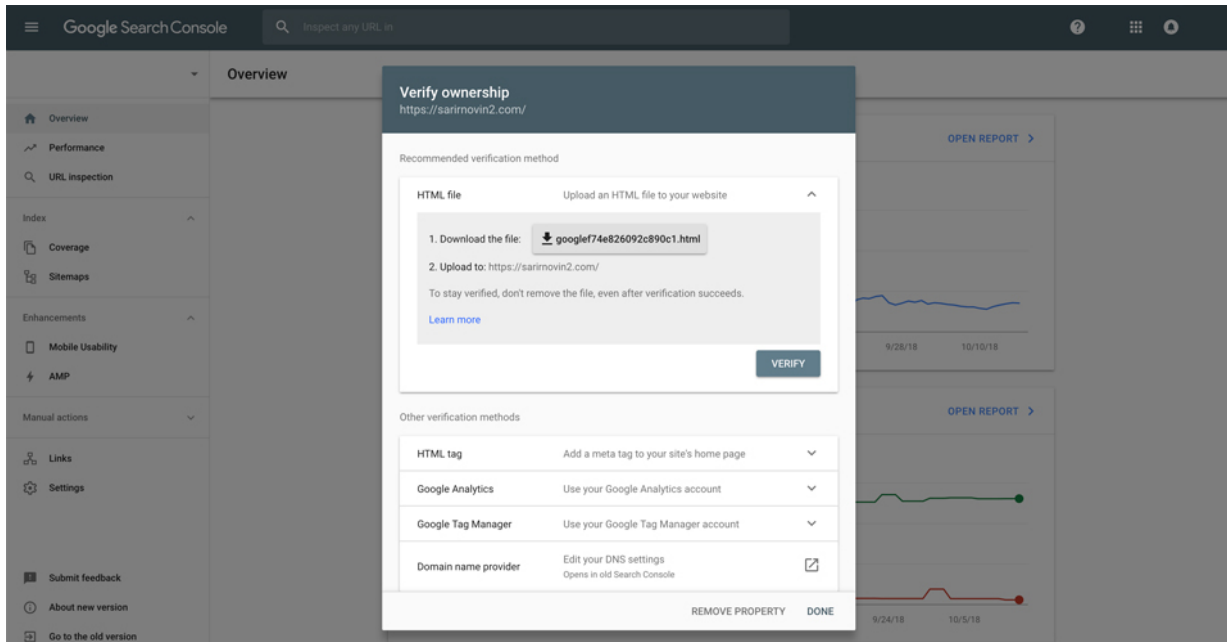 Google Search Console
Inspect any URL in
Overview
Overview
Performance
URL inspection
Index
Coverage
Sitemaps
Enhancements
Mobile Usability
AMP
Manual actions
Links
Settings
Submit feedback
About new version
Go to the old version
Verify ownership
https://sarirnovin2.com/
Recommended verification method
HTML file Upload an HTML file to your website
1. Download the file: googlef74e826092c890c1.html
2. Upload to: https://sarirnovin2.com/
To stay verified, don't remove the file, even after verification succeeds.
Learn more
VERIFY
Other verification methods
HTML tag Add a meta tag to your site's home page
Google Analytics Use your Google Analytics account
Google Tag Manager Use your Google Tag Manager account
Domain name provider Edit your DNS settings
Opens in old Search Console
REMOVE PROPERTY DONE
OPEN REPORT
9/28/18 10/10/18
OPEN REPORT
9/24/18 10/5/18